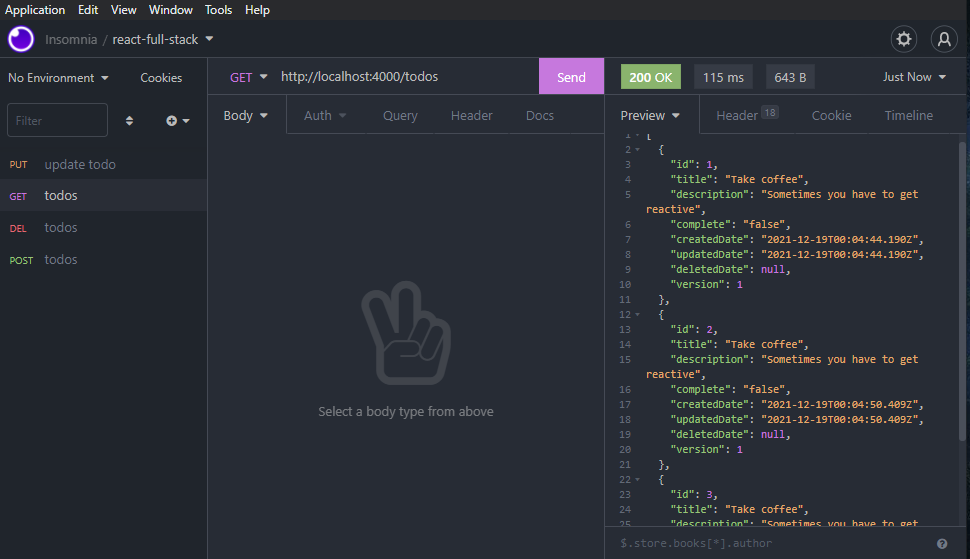 Application Edit View Window Tools Help
Insomnia / react-full-stack
No Environment Cookies
GET http://localhost:4000/todos Send
200 OK 115 ms 643 B Just Now
Filter
Body Auth Query Header Docs
Preview Header 18 Cookie Timeline
PUT update todo
GET todos
DEL todos
POST todos
Select a body type from above
1 [
2 {
3 "id": 1,
4 "title": "Take coffee",
5 "description": "Sometimes you have to get
reactive",
6 "complete": "false",
7 "createdDate": "2021-12-19T00:04:44.190Z",
8 "updatedDate": "2021-12-19T00:04:44.190Z",
9 "deletedDate": null,
10 "version": 1
11 },
12 {
13 "id": 2,
14 "title": "Take coffee",
15 "description": "Sometimes you have to get
reactive",
16 "complete": "false",
17 "createdDate": "2021-12-19T00:04:50.409Z",
18 "updatedDate": "2021-12-19T00:04:50.409Z",
19 "deletedDate": null,
20 "version": 1
21 },
22 {
23 "id": 3,
24 "title": "Take coffee",
25 "description": "Sometimes you have to get
$.store.books[*].author